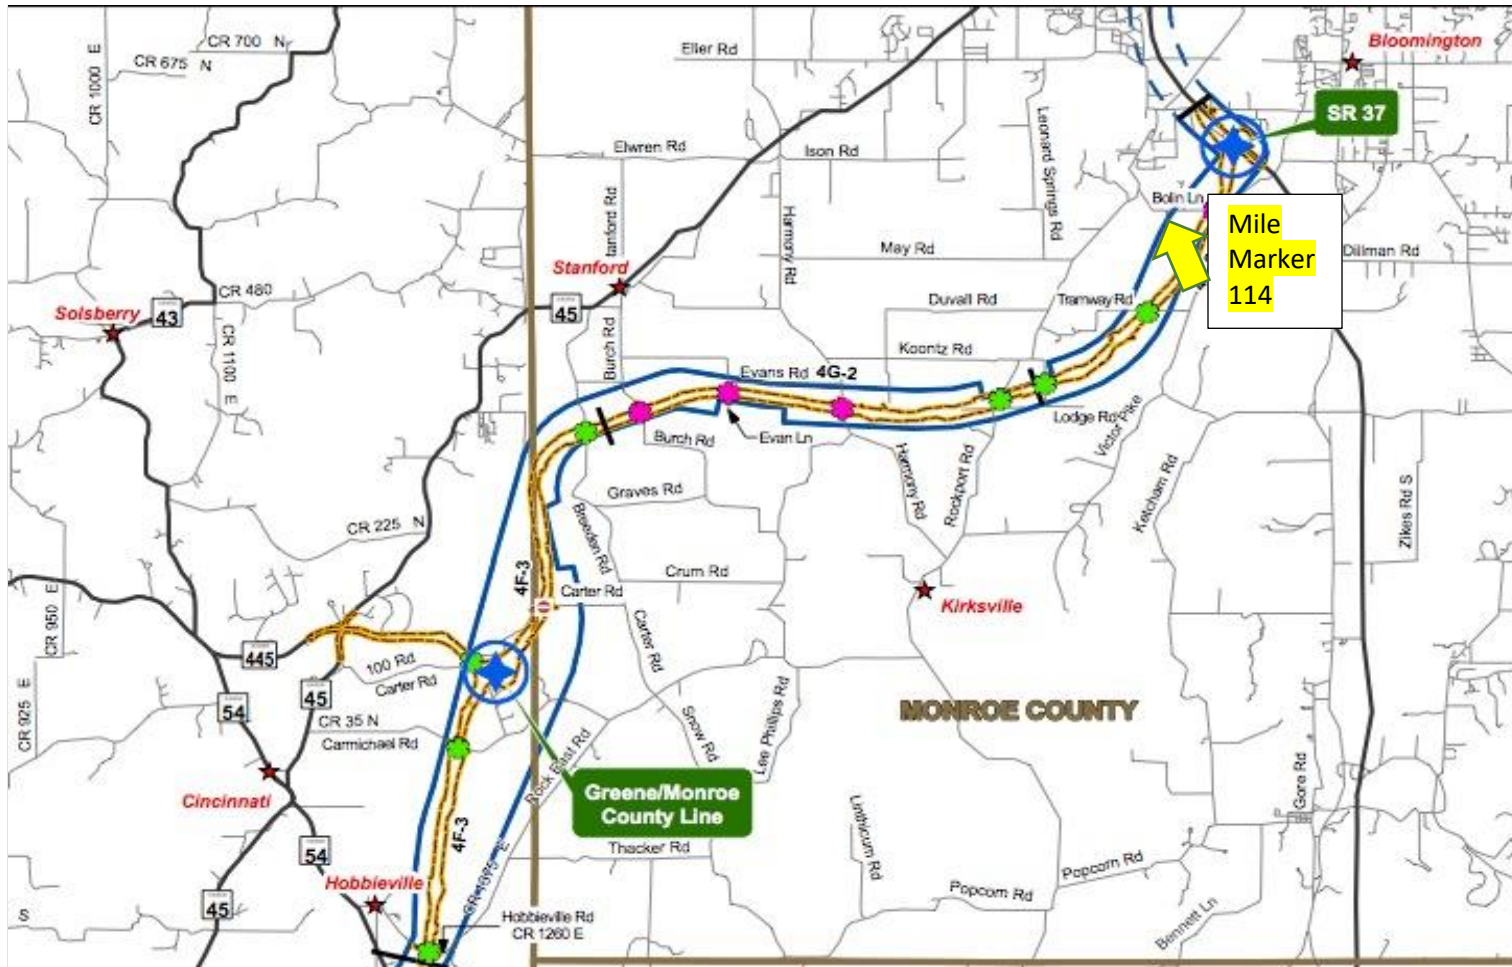 CR 700 N
CR 675 N
CR 1000 E
Eller Rd
Bloomington
SR 37
Elwren Rd
Ison Rd
Leonard Springs Rd
tanford Rd
Harmony Rd
Bolin Ln
Mile
Marker
114
May Rd
Dillman Rd
Stanford
CR 480
Solsberry
43
45
Duvall Rd
Tramway Rd
CR 1100 E
Burch Rd
Koontz Rd
Evans Rd
4G-2
Lodge Rd
Victor Pike
Burch Rd
Evan Ln
Harmony Rd
Rockport Rd
Ketcham Rd
Zikes Rd S
Graves Rd
CR 225 N
Breeden Rd
4F-3
Crum Rd
Carter Rd
Kirksville
CR 950 E
Carter Rd
445
100 Rd
Carter Rd
45
54
CR 925 E
CR 35 N
Carmichael Rd
Snow Rd
Lee Phillips Rd
MONROE COUNTY
Rock East Rd
Cincinnati
Greene/Monroe
County Line
Gore Rd
4F-3
Linthicum Rd
Thacker Rd
54
Popcorn Rd
Hobbieville
CR 1375 E
Popcorn Rd
45
S
Hobbieville Rd
CR 1260 E
Bennett Ln